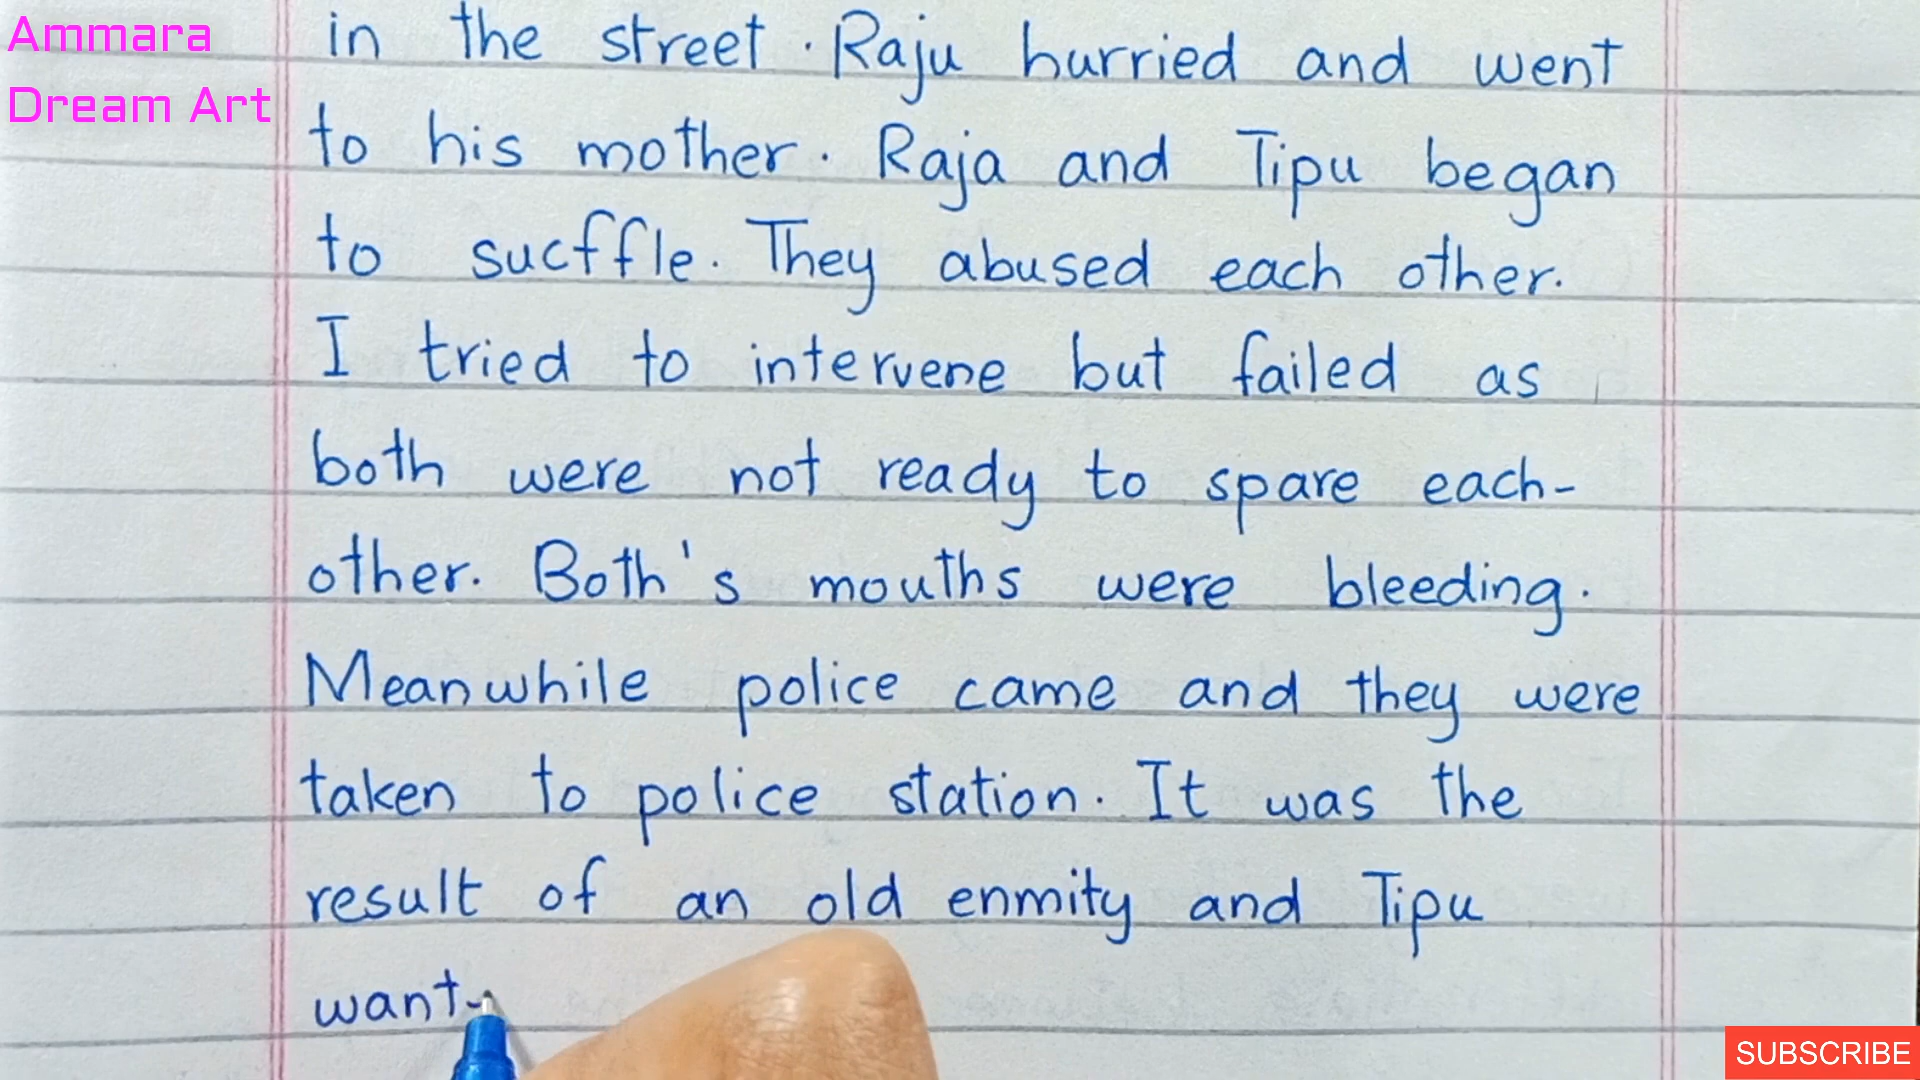 Ammara
Dream Art
in the street. Raju hurried and went
to his mother. Raja and Tipu began
to sucffle. They abused each other.
I tried to intervene but failed as
both were not ready to spare each-
other. Both's mouths were bleeding.
Meanwhile police came and they were
taken to police station. It was the
result of an old enmity and Tipu
want
SUBSCRIBE